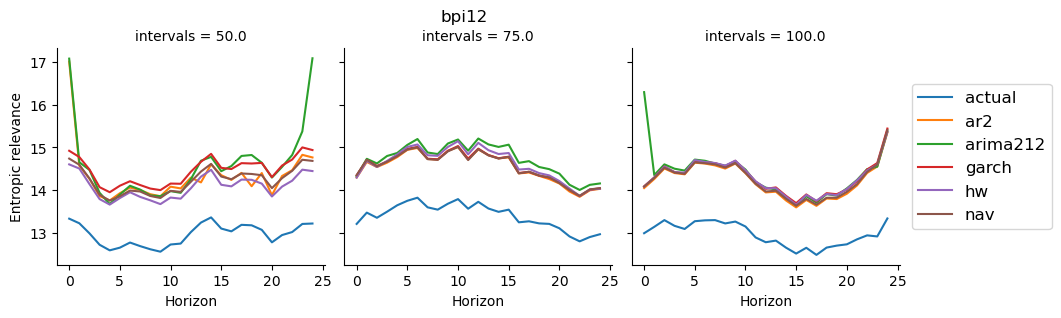 bpi12
intervals = 50.0
intervals = 75.0
intervals = 100.0
Entropic relevance
17
16
15
14
13
0 5 10 15 20 25
0 5 10 15 20 25
0 5 10 15 20 25
Horizon
Horizon
Horizon
actual
ar2
arima212
garch
hw
nav